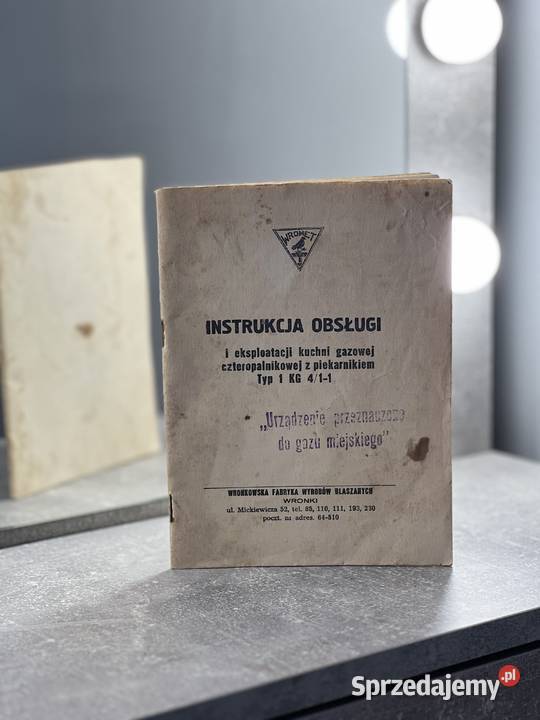 WROMET
INSTRUKCJA OBSŁUGI
i eksploatacji kuchni gazowej
czteropalnikowej z piekarnikiem
Typ 1 KG 4/1-1
„Urządzenie przeznaczone
do gazu miejskiego"
WRONKOWSKA FABRYKA WYROBÓW BLASZANYCH
WRONKI
ul. Mickiewicza 52, tel. 85, 110, 111, 193, 230
poczt. nr adres. 64-510
Sprzedajemy.pl